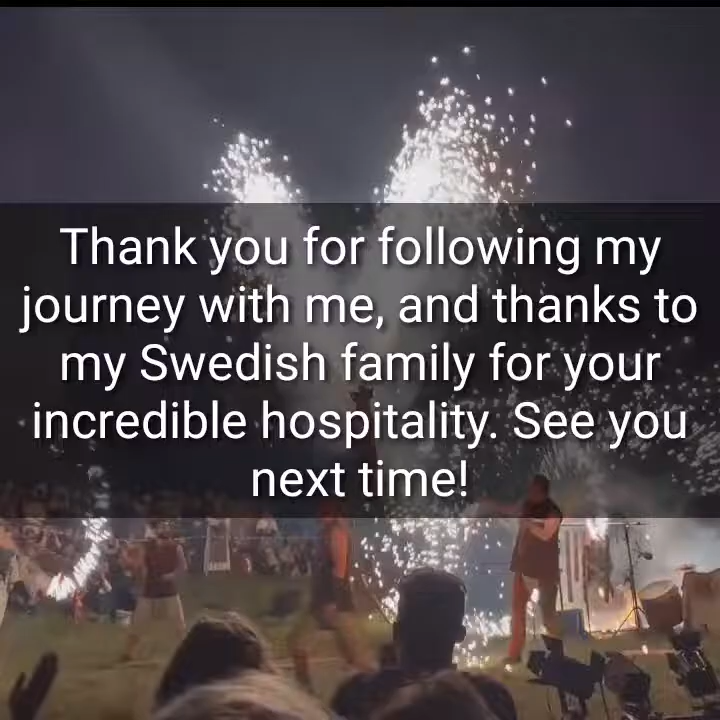 Thank you for following my
journey with me, and thanks to
my Swedish family for your
incredible hospitality. See you
next time!